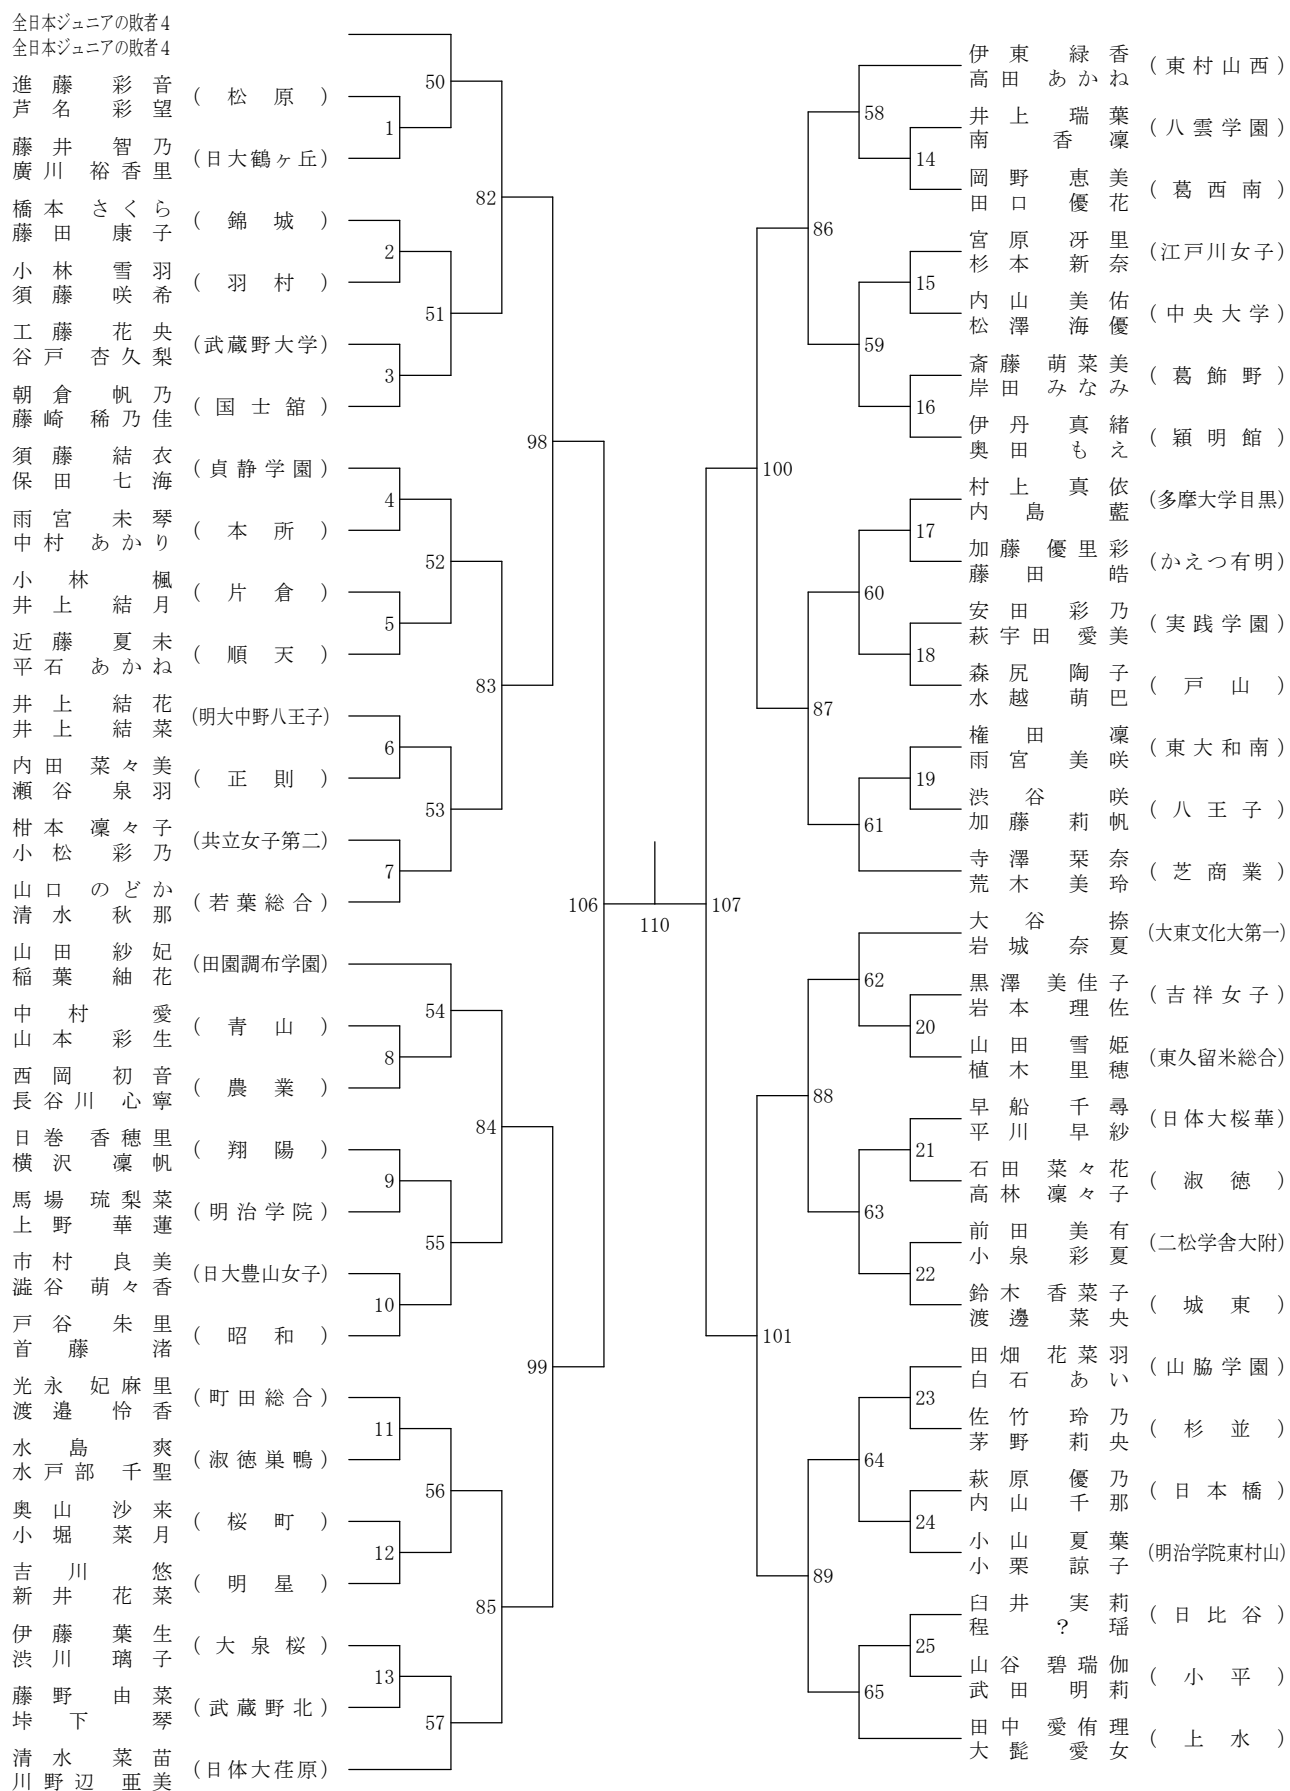 全日本ジュニアの敗者4
全日本ジュニアの敗者4
進藤 彩音
芦名 彩望
(松原)
藤井 智乃
廣川 裕香里
(日大鶴ヶ丘)
橋本 さくら
藤田 康子
(錦城)
小林 雪羽
須藤 咲希
(羽村)
工藤 花央
谷戸 杏久梨
(武蔵野大学)
朝倉 帆乃
藤崎 稀乃佳
(国士舘)
須藤 結衣
保田 七海
(貞静学園)
雨宮 未琴
中村 あかり
(本所)
小林 楓
井上 結月
(片倉)
近藤 夏未
平石 あかね
(順天)
井上 結花
井上 結菜
(明大中野八王子)
内田 菜々美
瀬谷 泉羽
(正則)
柑本 凜々子
小松 彩乃
(共立女子第二)
山口 のどか
清水 秋那
(若葉総合)
山田 紗妃
稲葉 紬花
(田園調布学園)
中村 愛
山本 彩生
(青山)
西岡 初音
長谷川 心寧
(農業)
日巻 香穂里
横沢 凜帆
(翔陽)
馬場 琉梨菜
上野 華蓮
(明治学院)
市村 良美
澁谷 萌々香
(日大豊山女子)
戸谷 朱里
首藤 渚
(昭和)
光永 妃麻里
渡邉 怜香
(町田総合)
水島 爽
水戸部 千聖
(淑徳巣鴨)
奥山 沙来
小堀 菜月
(桜町)
吉川 悠
新井 花菜
(明星)
伊藤 葉生
渋川 璃子
(大泉桜)
藤野 由菜
垰下 琴
(武蔵野北)
清水 菜苗
川野辺 亜美
(日体大荏原)
1
2
3
4
5
6
7
8
9
10
11
12
13
50
51
52
53
54
55
56
57
82
83
84
85
98
99
106
110
107
100
101
86
87
88
89
58
59
60
61
62
63
64
65
14
15
16
17
18
19
20
21
22
23
24
25
伊東 緑香
高田 あかね
(東村山西)
井上 瑞葉
南 香凜
(八雲学園)
岡野 恵美
田口 優花
(葛西南)
宮原 冴里
杉本 新奈
(江戸川女子)
内山 美佑
松澤 海優
(中央大学)
斎藤 萌菜美
岸田 みなみ
(葛飾野)
伊丹 真緒
奥田 もえ
(穎明館)
村上 真依
内島 藍
(多摩大学目黒)
加藤 優里彩
藤田 皓
(かえつ有明)
安田 彩乃
萩宇田 愛美
(実践学園)
森尻 陶子
水越 萌巴
(戸山)
権田 凜
雨宮 美咲
(東大和南)
渋谷 咲
加藤 莉帆
(八王子)
寺澤 栞奈
荒木 美玲
(芝商業)
大谷 捺
岩城 奈夏
(大東文化大第一)
黒澤 美佳子
岩本 理佐
(吉祥女子)
山田 雪姫
植木 里穂
(東久留米総合)
早船 千尋
平川 早紗
(日体大桜華)
石田 菜々花
高林 凜々子
(淑徳)
前田 美有
小泉 彩夏
(二松学舎大附)
鈴木 香菜子
渡邊 菜央
(城東)
田畑 花菜羽
白石 あい
(山脇学園)
佐竹 玲乃
茅野 莉央
(杉並)
萩原 優乃
内山 千那
(日本橋)
小山 夏葉
小栗 諒子
(明治学院東村山)
臼井 実莉
程 ? 瑶
(日比谷)
山谷 碧瑞伽
武田 明莉
(小平)
田中 愛侑理
大髭 愛女
(上水)